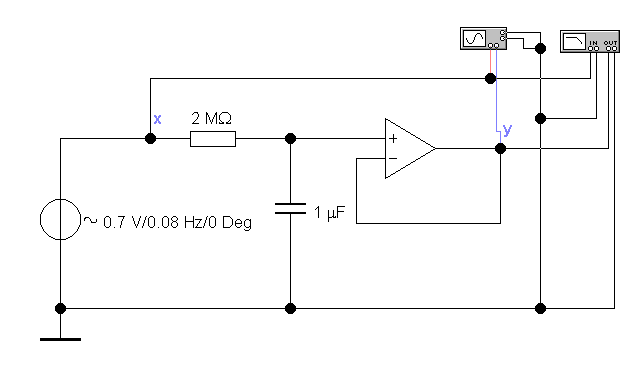 IN OUT
x
2 MΩ
y
+
−
1 µF
~ 0.7 V/0.08 Hz/0 Deg